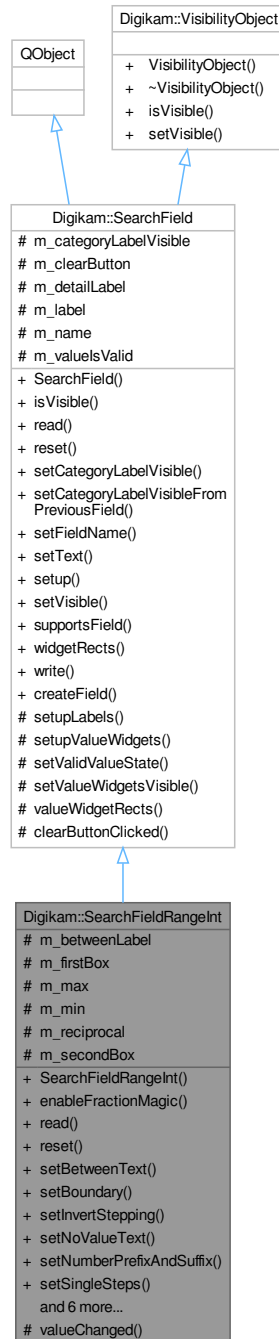 Digikam::VisibilityObject
+ VisibilityObject()
+ ~VisibilityObject()
+ isVisible()
+ setVisible()
QObject
Digikam::SearchField
# m_categoryLabelVisible
# m_clearButton
# m_detailLabel
# m_label
# m_name
# m_valueIsValid
+ SearchField()
+ isVisible()
+ read()
+ reset()
+ setCategoryLabelVisible()
+ setCategoryLabelVisibleFrom
PreviousField()
+ setFieldName()
+ setText()
+ setup()
+ setVisible()
+ supportsField()
+ widgetRects()
+ write()
+ createField()
# setupLabels()
# setupValueWidgets()
# setValidValueState()
# setValueWidgetsVisible()
# valueWidgetRects()
# clearButtonClicked()
Digikam::SearchFieldRangeInt
# m_betweenLabel
# m_firstBox
# m_max
# m_min
# m_reciprocal
# m_secondBox
+ SearchFieldRangeInt()
+ enableFractionMagic()
+ read()
+ reset()
+ setBetweenText()
+ setBoundary()
+ setInvertStepping()
+ setNoValueText()
+ setNumberPrefixAndSuffix()
+ setSingleSteps()
and 6 more...
# valueChanged()